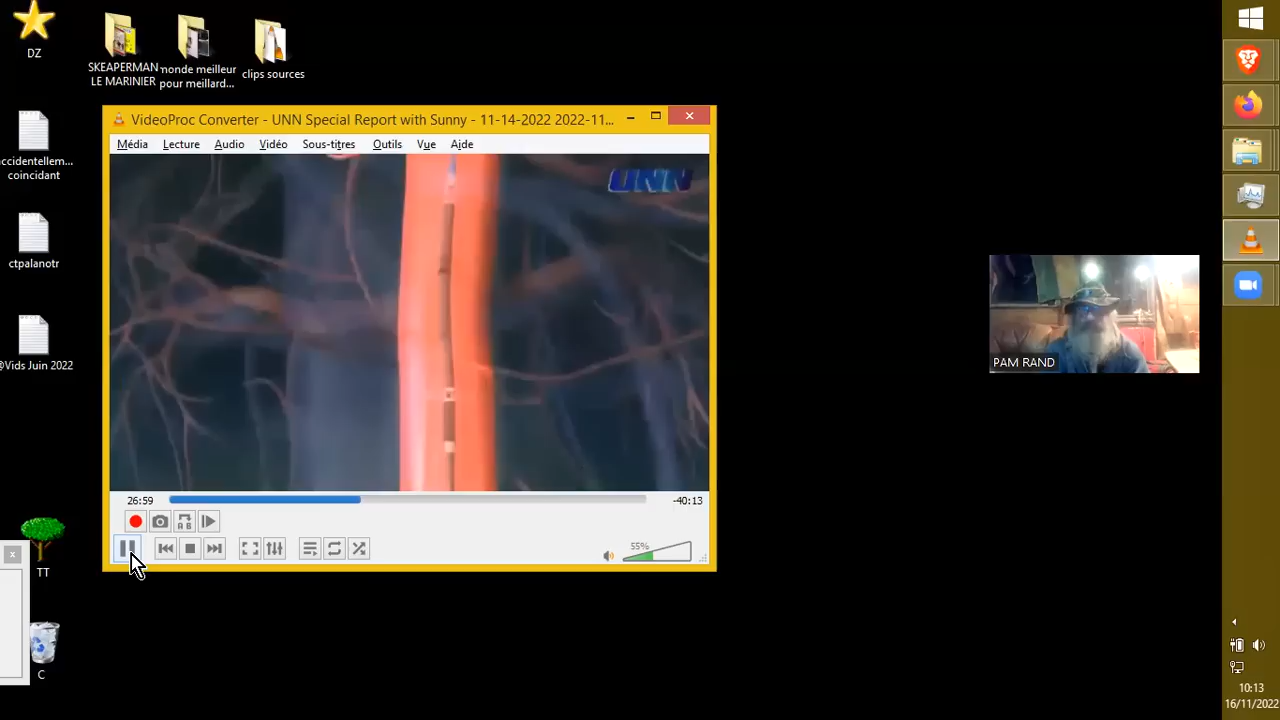 DZ
SKEAPERMAN
LE MARINIER
monde meilleur
pour meillard...
clips sources
ccidentellem...
coincidant
ctpalanotr
@Vids Juin 2022
TT
C
VideoProc Converter - UNN Special Report with Sunny - 11-14-2022 2022-11...
Média Lecture Audio Vidéo Sous-titres Outils Vue Aide
UNN
26:59
-40:13
A B
55%
PAM RAND
10:13
16/11/2022